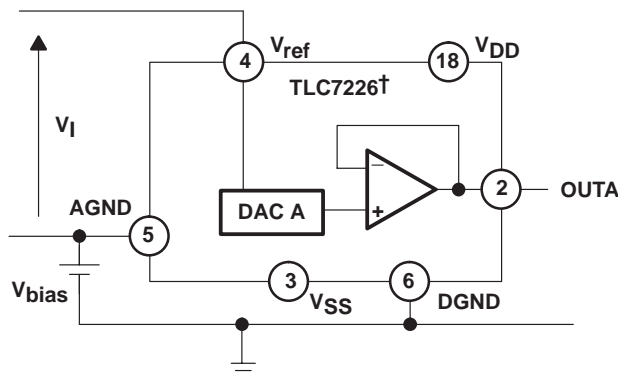 Vref
4
18
VDD
TLC7226†
VI
−
+
DAC A
2
OUTA
AGND
5
3
VSS
6
DGND
Vbias